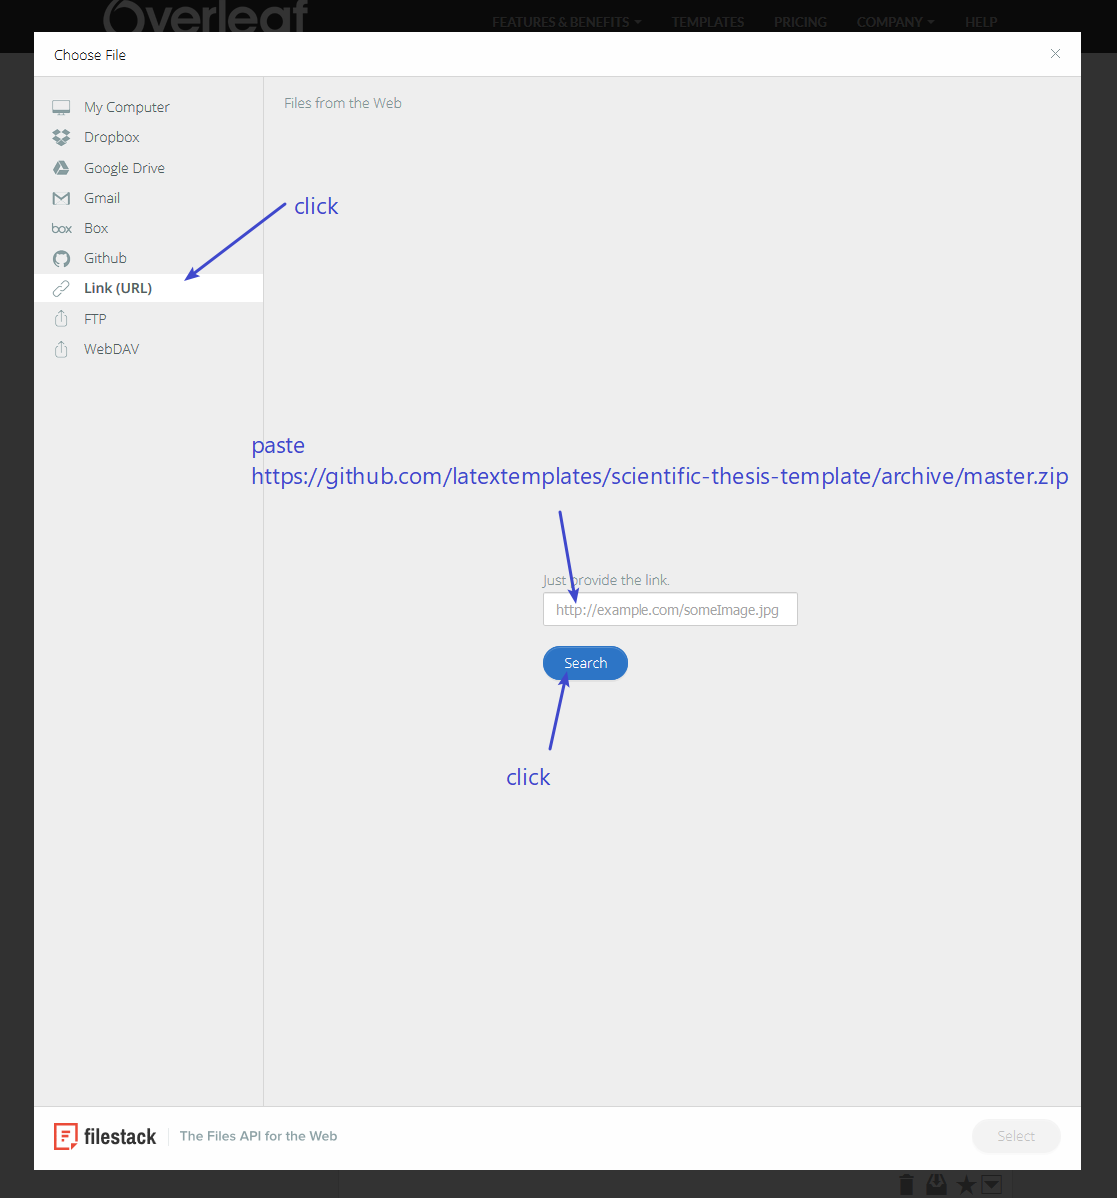 Overleaf
FEATURES & BENEFITS TEMPLATES PRICING COMPANY HELP
Choose File
My Computer
Dropbox
Google Drive
Gmail
box Box
Github
Link (URL)
FTP
WebDAV
Files from the Web
click
paste
https://github.com/latextemplates/scientific-thesis-template/archive/master.zip
Just provide the link.
http://example.com/someImage.jpg
Search
click
filestack The Files API for the Web
Select